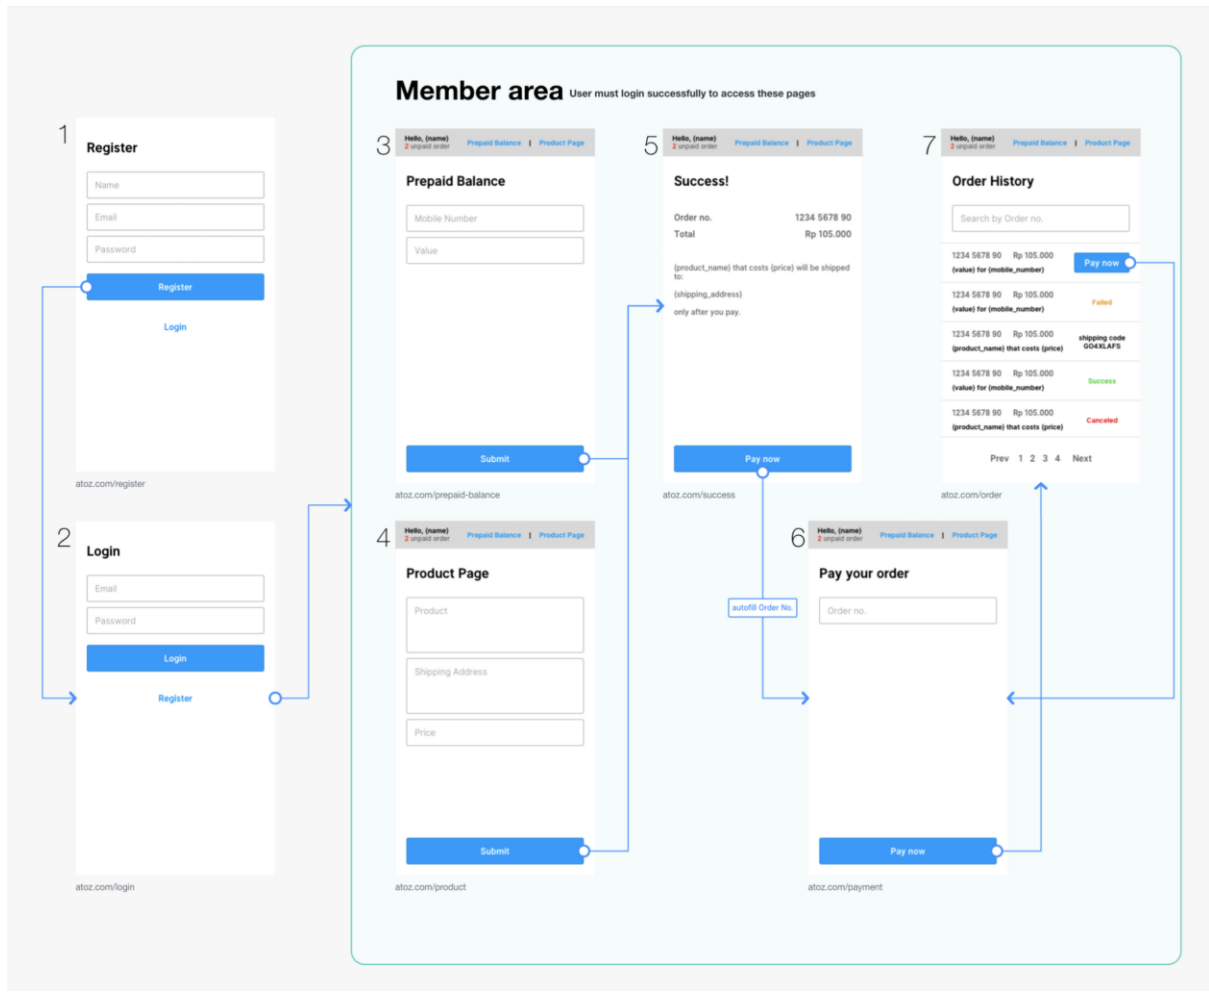 Member area User must login successfully to access these pages
1
Register
Name
Email
Password
Register
Login
atoz.com/register
2
Login
Email
Password
Login
Register
atoz.com/login
3
Hello, {name}
2 unpaid order
Prepaid Balance | Product Page
Prepaid Balance
Mobile Number
Value
Submit
atoz.com/prepaid-balance
4
Hello, {name}
2 unpaid order
Prepaid Balance | Product Page
Product Page
Product
Shipping Address
Price
Submit
atoz.com/product
5
Hello, {name}
2 unpaid order
Prepaid Balance | Product Page
Success!
Order no. 1234 5678 90
Total Rp 105.000
{product_name} that costs {price} will be shipped
to:
{shipping_address}
only after you pay.
Pay now
atoz.com/success
autofill Order No.
6
Hello, {name}
2 unpaid order
Prepaid Balance | Product Page
Pay your order
Order no.
Pay now
atoz.com/payment
7
Hello, {name}
2 unpaid order
Prepaid Balance | Product Page
Order History
Search by Order no.
1234 5678 90 Rp 105.000
{value} for {mobile_number}
Pay now
1234 5678 90 Rp 105.000
{value} for {mobile_number}
Failed
1234 5678 90 Rp 105.000
{product_name} that costs {price}
shipping code
GO4XLAFS
1234 5678 90 Rp 105.000
{value} for {mobile_number}
Success
1234 5678 90 Rp 105.000
{product_name} that costs {price}
Canceled
Prev 1 2 3 4 Next
atoz.com/order